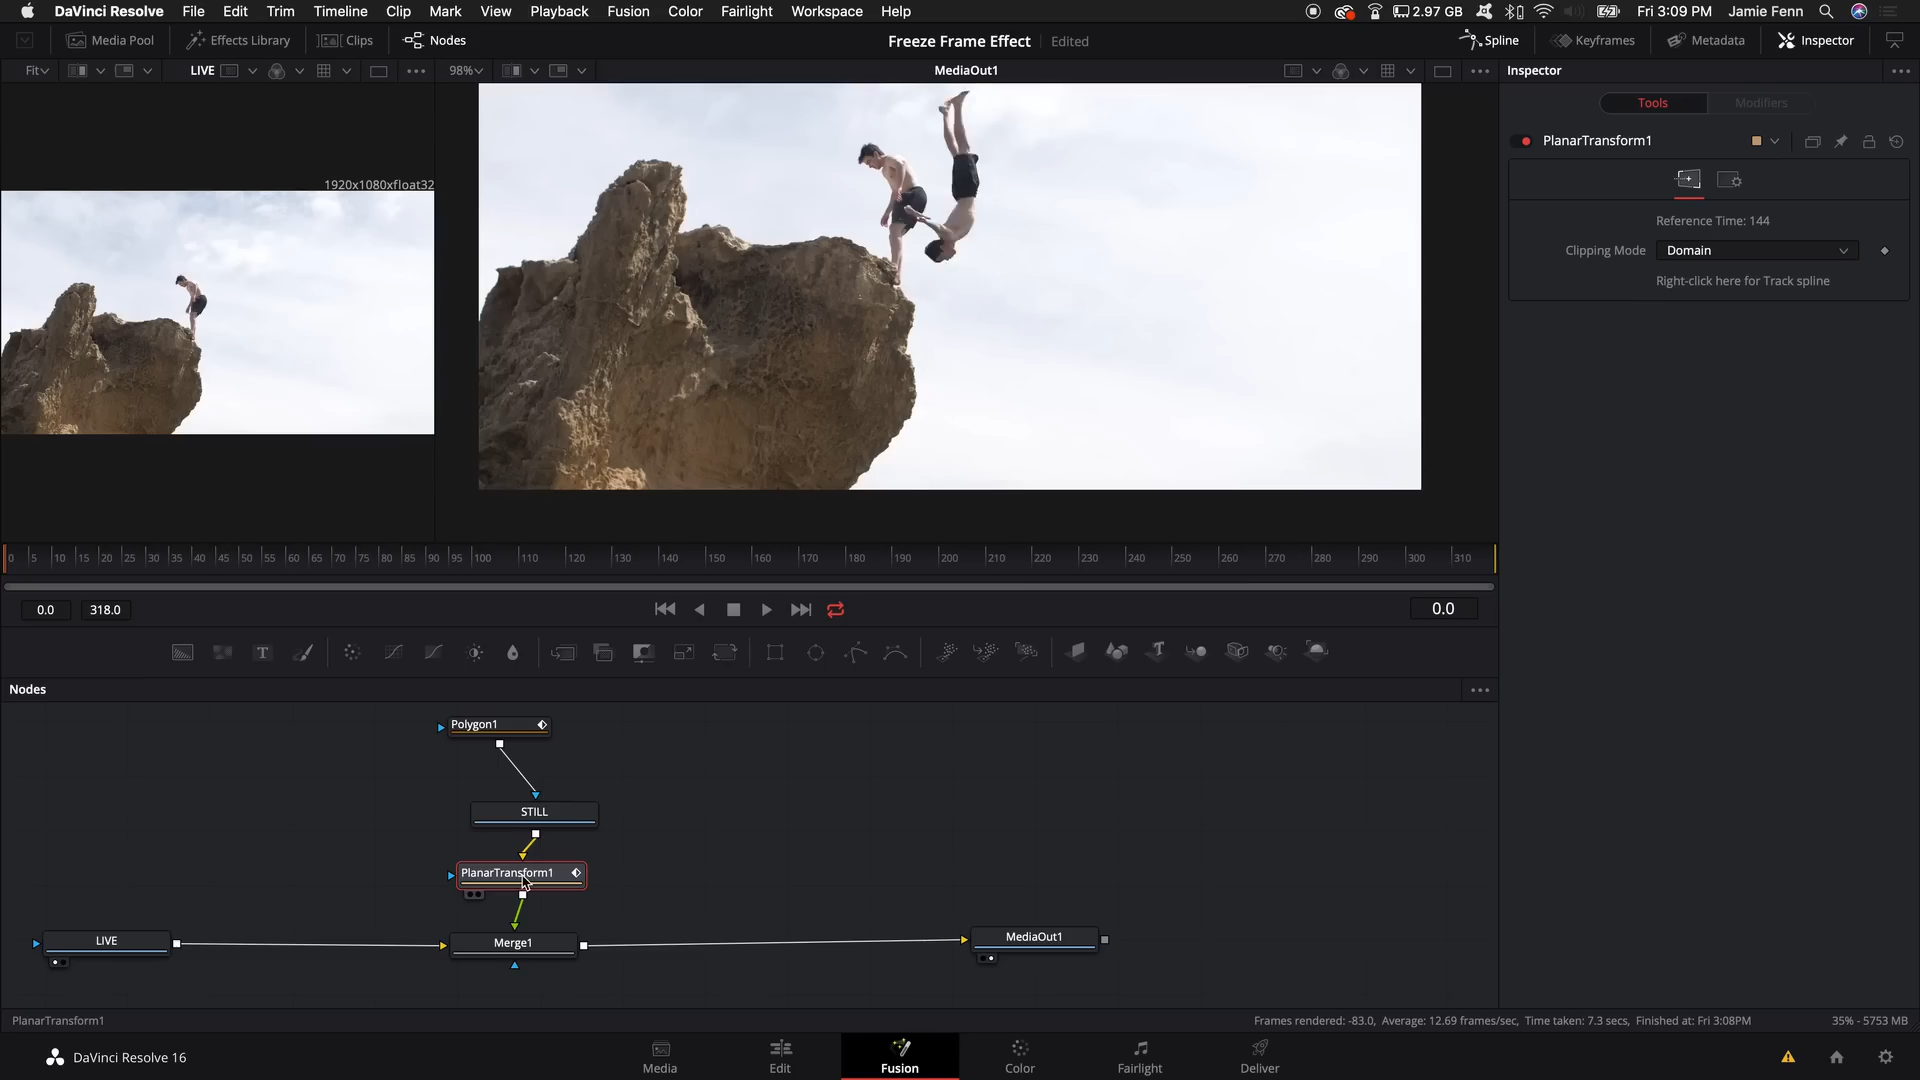 DaVinci Resolve File Edit Trim Timeline Clip Mark View Playback Fusion Color Fairlight Workspace Help 2.97 GB Fri 3:09 PM Jamie Fenn
Media Pool Effects Library Clips Nodes Freeze Frame Effect Edited Spline Keyframes Metadata Inspector
Fit LIVE 98% MediaOut1 Inspector
Tools Modifiers
PlanarTransform1
1920x1080xfloat32
Reference Time: 144
Clipping Mode Domain
Right-click here for Track spline
0 5 10 15 20 25 30 35 40 45 50 55 60 65 70 75 80 85 90 95 100 110 120 130 140 150 160 170 180 190 200 210 220 230 240 250 260 270 280 290 300 310
0.0 318.0 0.0
Nodes
Polygon1
STILL
PlanarTransform1
LIVE Merge1 MediaOut1
PlanarTransform1 Frames rendered: -83.0, Average: 12.69 frames/sec, Time taken: 7.3 secs, Finished at: Fri 3:08PM 35% - 5753 MB
DaVinci Resolve 16 Media Edit Fusion Color Fairlight Deliver